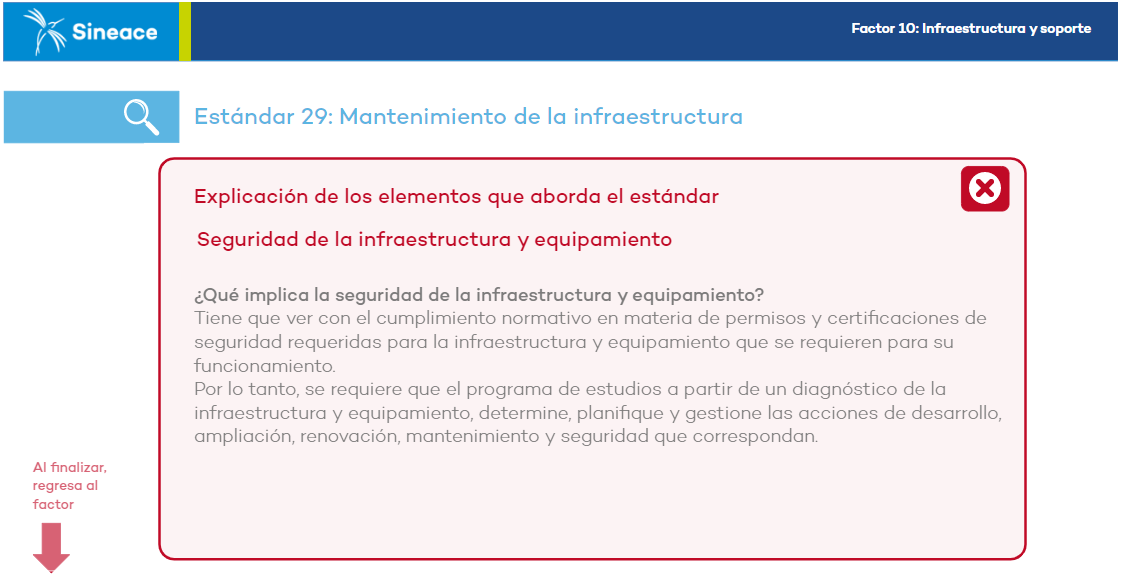 Sineace
Factor 10: Infraestructura y soporte
Estándar 29: Mantenimiento de la infraestructura
Explicación de los elementos que aborda el estándar
Seguridad de la infraestructura y equipamiento
¿Qué implica la seguridad de la infraestructura y equipamiento?
Tiene que ver con el cumplimiento normativo en materia de permisos y certificaciones de
seguridad requeridas para la infraestructura y equipamiento que se requieren para su
funcionamiento.
Por lo tanto, se requiere que el programa de estudios a partir de un diagnóstico de la
infraestructura y equipamiento, determine, planifique y gestione las acciones de desarrollo,
ampliación, renovación, mantenimiento y seguridad que correspondan.
Al finalizar,
regresa al
factor